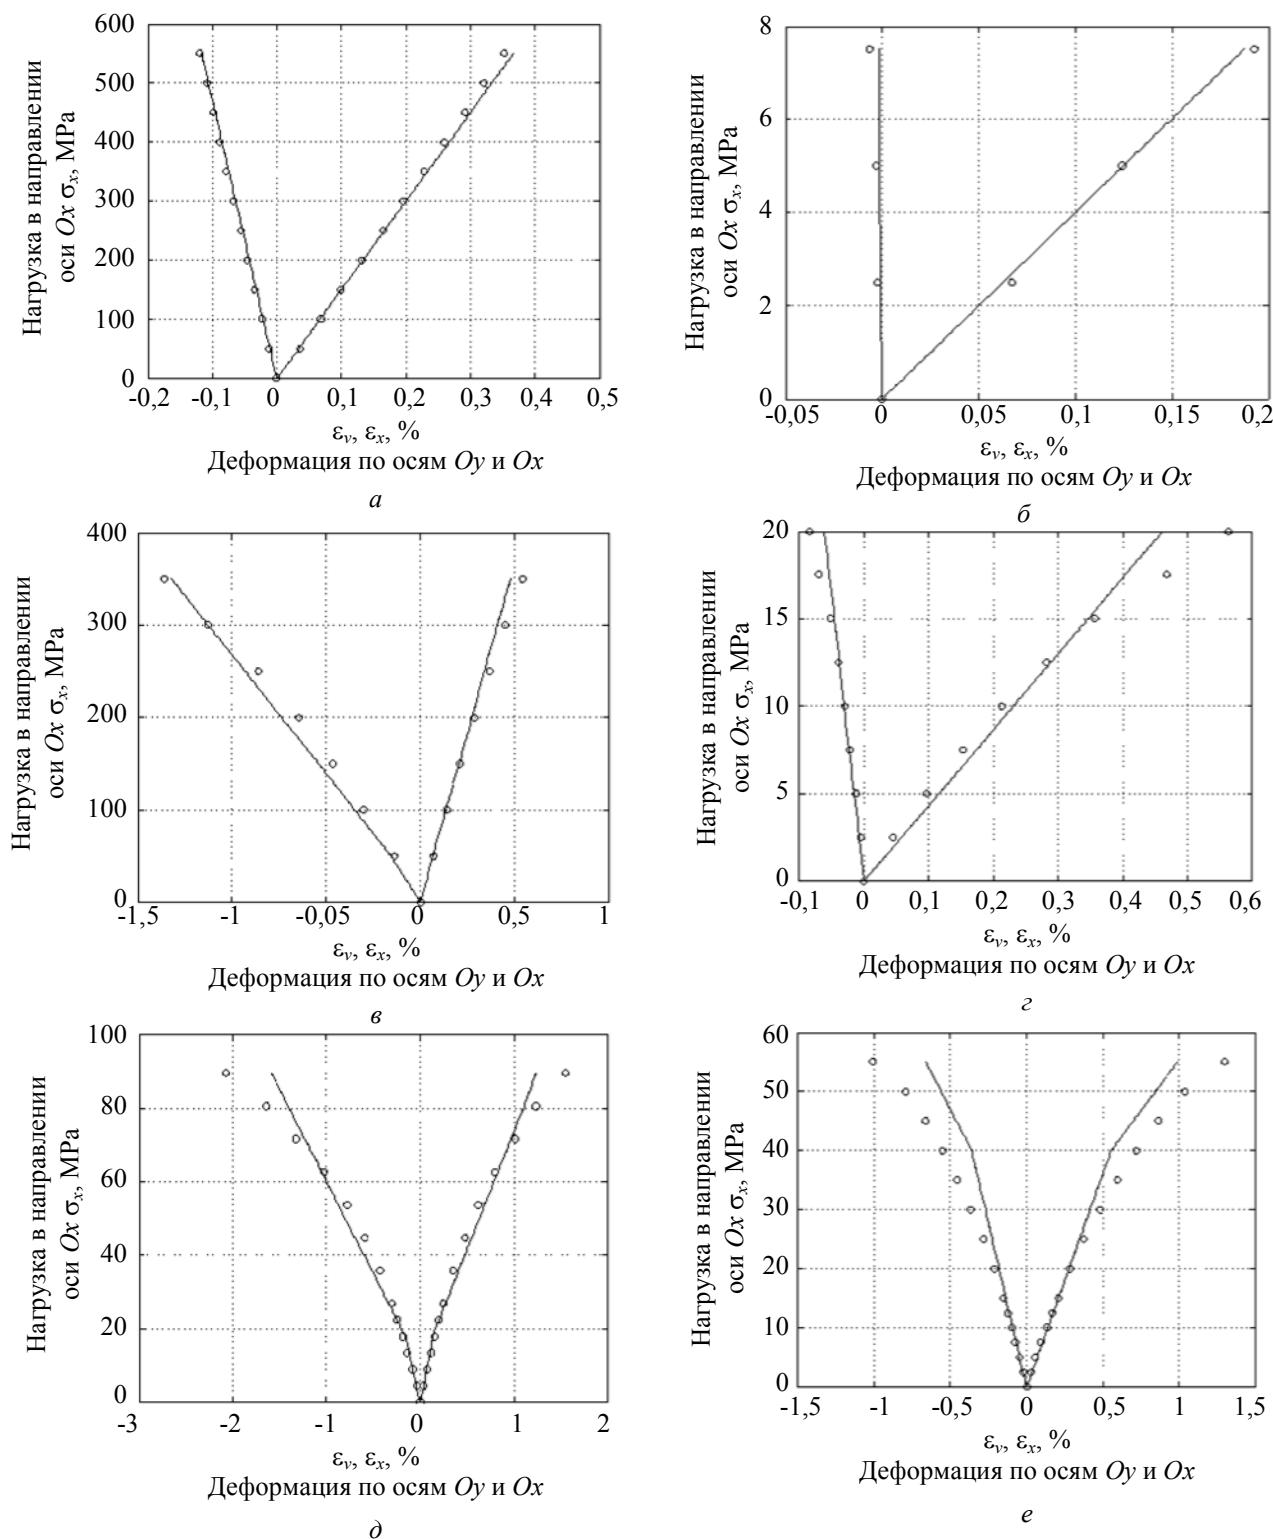 600
500
400
300
200
100
0
Нагрузка в направлении
оси Ox σx, MPa
-0,2 -0,1 0 0,1 0,2 0,3 0,4 0,5
εy, εx, %
Деформация по осям Oy и Ox
а
8
6
4
2
0
Нагрузка в направлении
оси Ox σx, MPa
-0,05 0 0,05 0,1 0,15 0,2
εy, εx, %
Деформация по осям Oy и Ox
б
400
300
200
100
0
Нагрузка в направлении
оси Ox σx, MPa
-1,5 -1 -0,05 0 0,5 1
εy, εx, %
Деформация по осям Oy и Ox
в
20
15
10
5
0
Нагрузка в направлении
оси Ox σx, MPa
-0,1 0 0,1 0,2 0,3 0,4 0,5 0,6
εy, εx, %
Деформация по осям Oy и Ox
г
100
80
60
40
20
0
Нагрузка в направлении
оси Ox σx, MPa
-3 -2 -1 0 1 2
εy, εx, %
Деформация по осям Oy и Ox
д
60
50
40
30
20
10
0
Нагрузка в направлении
оси Ox σx, MPa
-1,5 -1 -0,5 0 0,5 1 1,5
εy, εx, %
Деформация по осям Oy и Ox
е